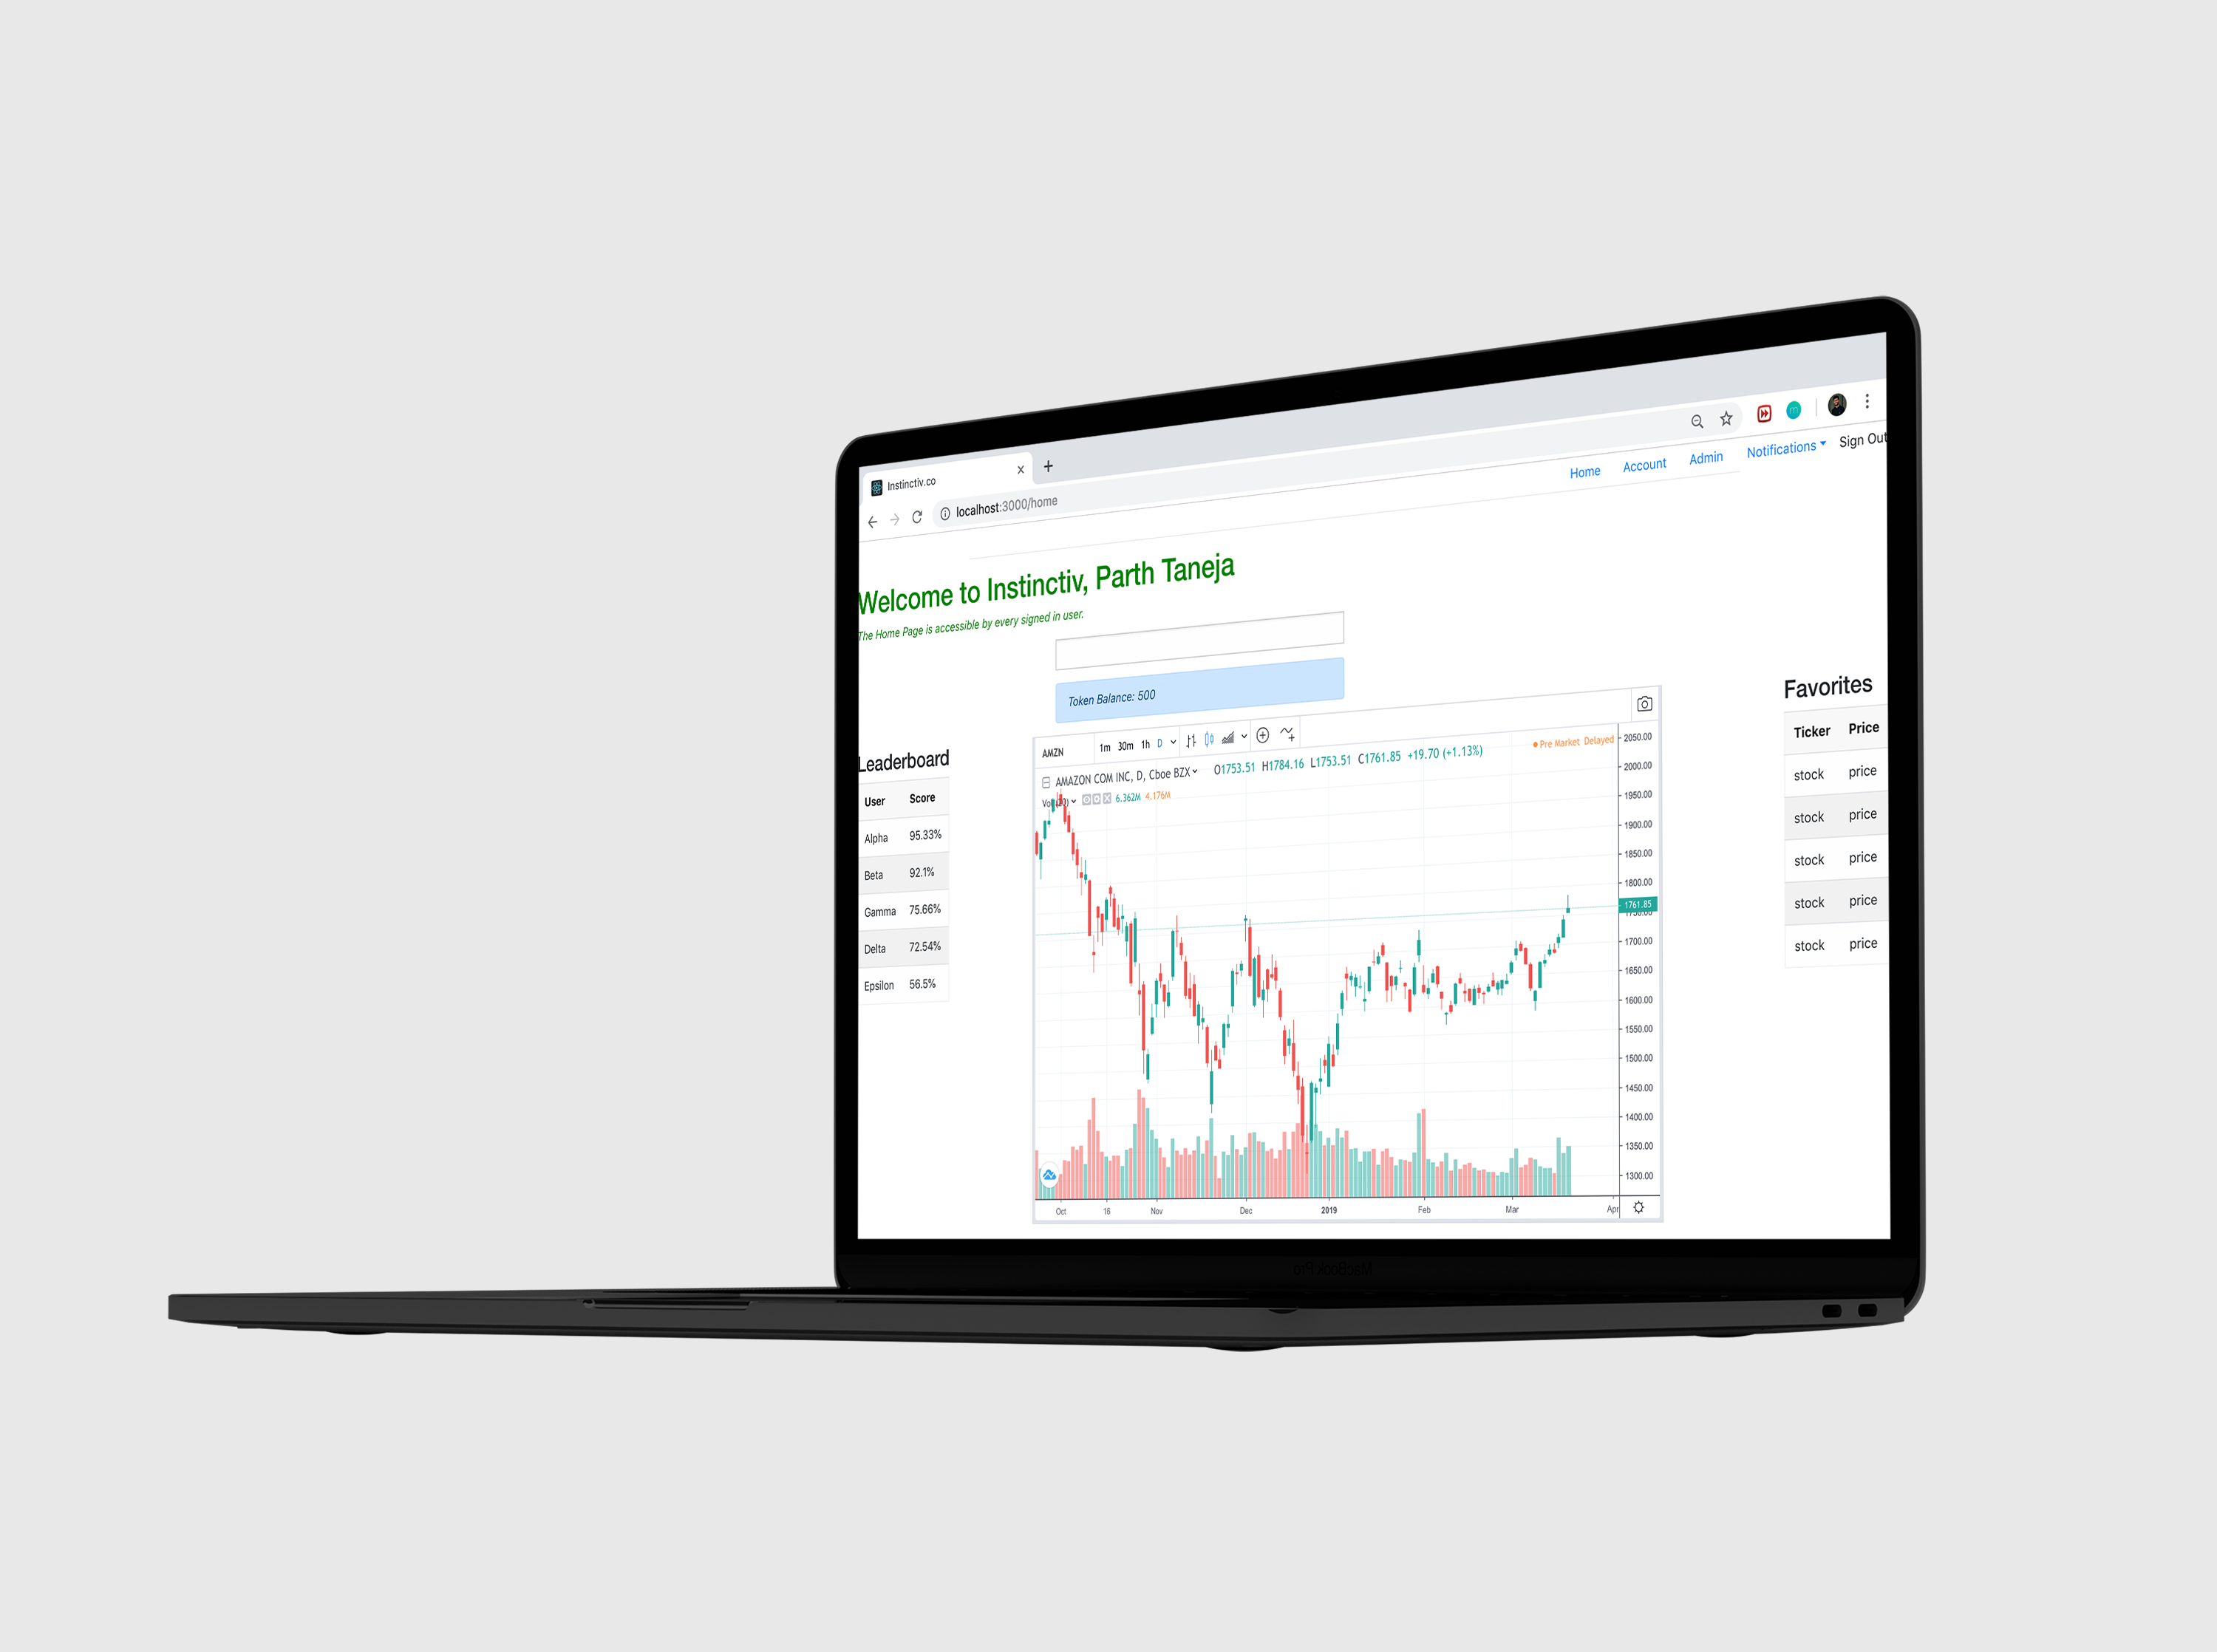 Instinctiv.co
localhost:3000/home
Home Account Admin Notifications Sign Out
Welcome to Instinctiv, Parth Taneja
The Home Page is accessible by every signed in user.
Token Balance: 500
Leaderboard
User Score
Alpha 95.33%
Beta 92.1%
Gamma 75.66%
Delta 72.54%
Epsilon 56.5%
AMZN 1m 30m 1h D
AMAZON COM INC, D, Cboe BZX O1753.51 H1784.16 L1753.51 C1761.85 +19.70 (+1.13%)
Pre Market Delayed
Vol (20) 6.362M 4.176M
2050.00
2000.00
1950.00
1900.00
1850.00
1800.00
1761.85
1750.00
1700.00
1650.00
1600.00
1550.00
1500.00
1450.00
1400.00
1350.00
1300.00
Oct 16 Nov Dec 2019 Feb Mar Apr
Favorites
Ticker Price
stock price
stock price
stock price
stock price
stock price
MacBook Pro